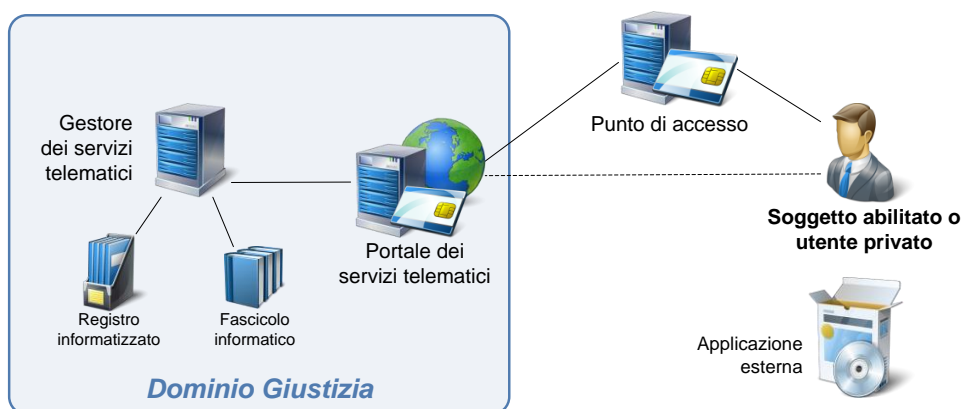 Gestore
dei servizi
telematici
Registro
informatizzato
Fascicolo
informatico
Portale dei
servizi telematici
Dominio Giustizia
Punto di accesso
Soggetto abilitato o
utente privato
Applicazione
esterna